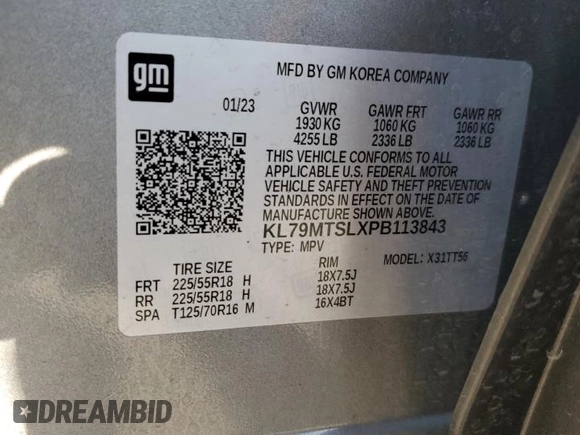 gm
MFD BY GM KOREA COMPANY
01/23 GVWR GAWR FRT GAWR RR
1930 KG 1060 KG 1060 KG
4255 LB 2336 LB 2336 LB
THIS VEHICLE CONFORMS TO ALL
APPLICABLE U.S. FEDERAL MOTOR
VEHICLE SAFETY AND THEFT PREVENTION
STANDARDS IN EFFECT ON THE DATE OF
MANUFACTURE SHOWN ABOVE.
KL79MTSLXPB113843
TYPE: MPV MODEL: X31TT56
TIRE SIZE RIM
FRT 225/55R18 H 18X7.5J
RR 225/55R18 H 18X7.5J
SPA T125/70R16 M 16X4BT
DREAMBID